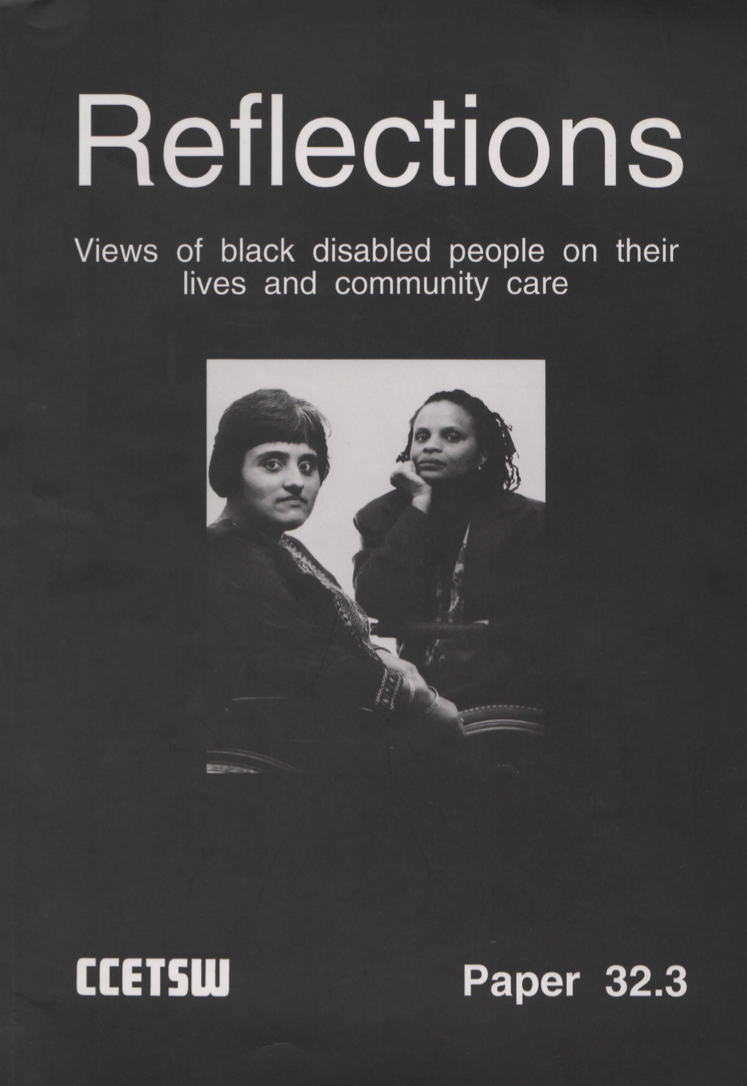 Reflections
Views of black disabled people on their
lives and community care
CCETSW
Paper 32.3